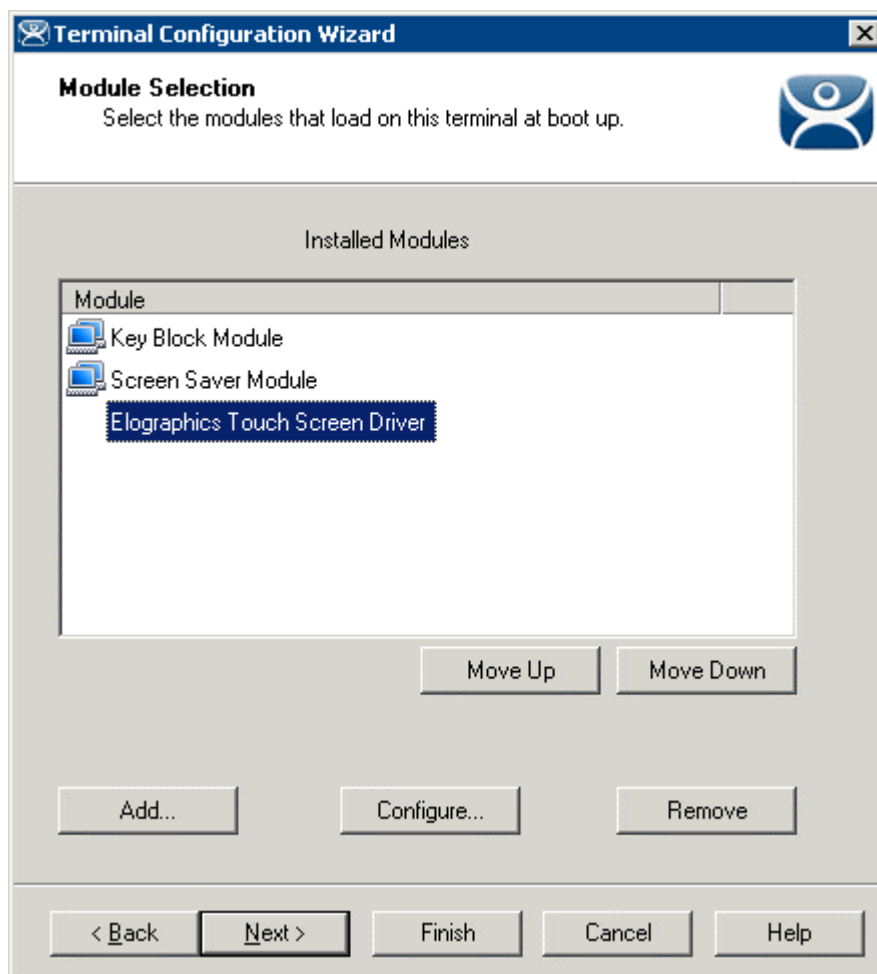 Terminal Configuration Wizard
Module Selection
Select the modules that load on this terminal at boot up.
Installed Modules
Module
Key Block Module
Screen Saver Module
Elographics Touch Screen Driver
Move Up Move Down
Add... Configure... Remove
< Back Next > Finish Cancel Help